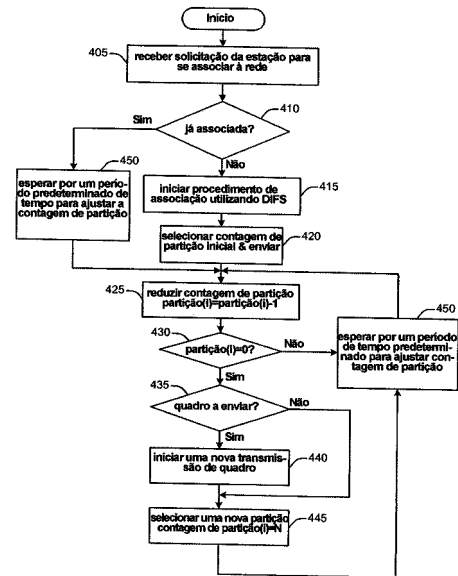 Início
405
receber solicitação da estação para
se associar à rede
410
já associada?
Sim
Não
450
esperar por um perío-
do predeterminado de
tempo para ajustar a
contagem de partição
iniciar procedimento de
associação utilizando DIFS
415
selecionar contagem de
partição inicial & enviar
420
425
reduzir contagem de partição
partição(i)=partição(i)-1
450
esperar por um período
de tempo predetermi-
nado para ajustar con-
tagem de partição
430
partição(i)=0?
Não
Sim
435
quadro a enviar?
Não
Sim
iniciar uma nova transmis-
são de quadro
440
selecionar uma nova partição
contagem de partição(i)=N
445